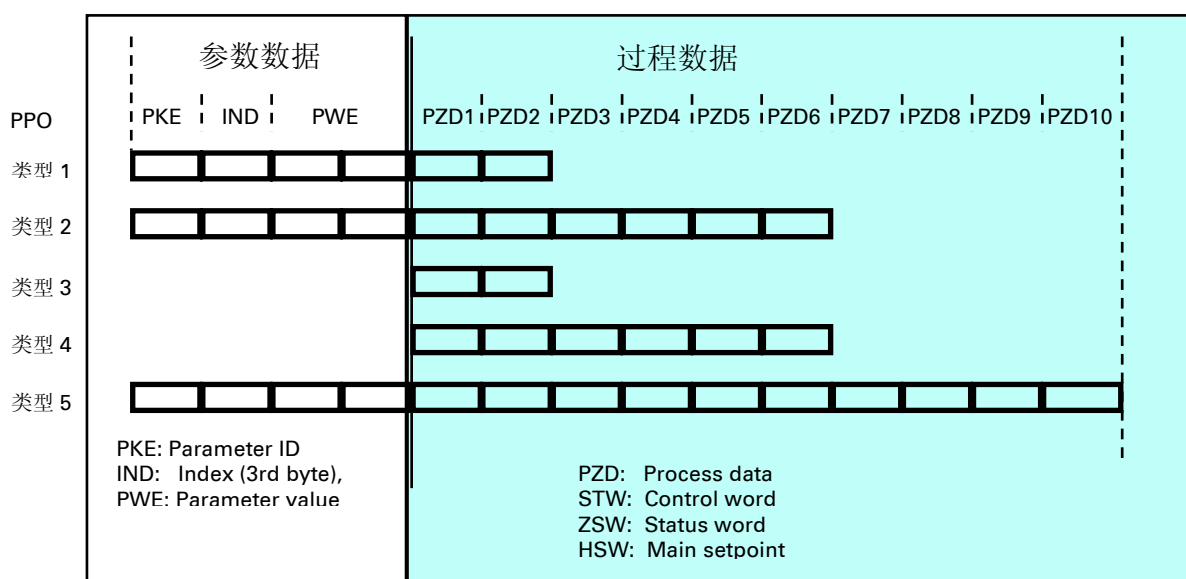 参数数据 过程数据
PPO PKE IND PWE PZD1 PZD2 PZD3 PZD4 PZD5 PZD6 PZD7 PZD8 PZD9 PZD10
类型 1
类型 2
类型 3
类型 4
类型 5
PKE: Parameter ID
IND: Index (3rd byte),
PWE: Parameter value
PZD: Process data
STW: Control word
ZSW: Status word
HSW: Main setpoint